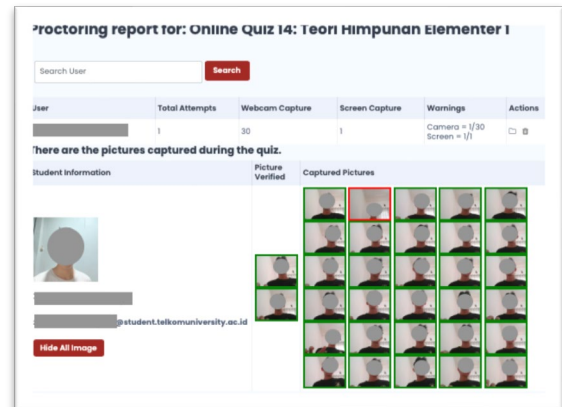 Proctoring report for: Online Quiz 14: Teori Himpunan Elementer 1
Search User
Search
User Total Attempts Webcam Capture Screen Capture Warnings Actions
1 30 1 Camera = 1/30
Screen = 1/1
There are the pictures captured during the quiz.
Student Information Picture Verified Captured Pictures
@student.telkomuniversity.ac.id
Hide All Image